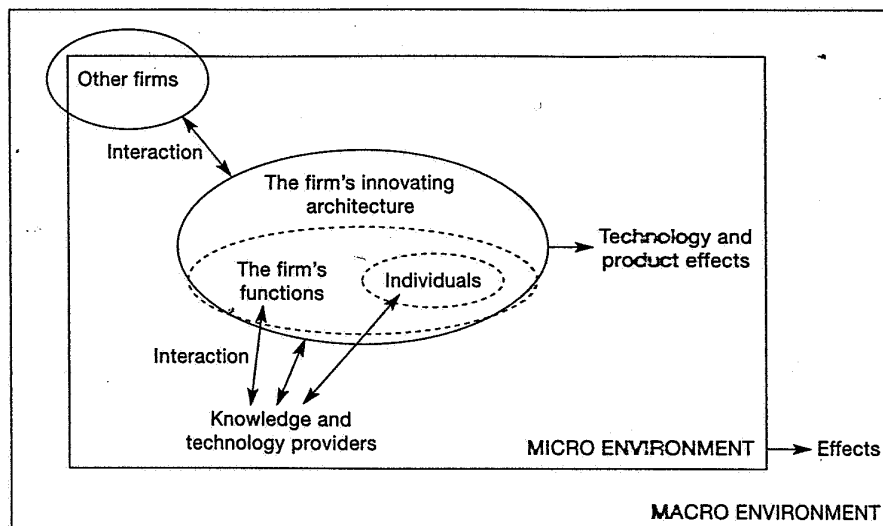 Other firms
Interaction
The firm's innovating
architecture
Technology and
product effects
The firm's
functions
Individuals
Interaction
Knowledge and
technology providers
MICRO ENVIRONMENT
Effects
MACRO ENVIRONMENT